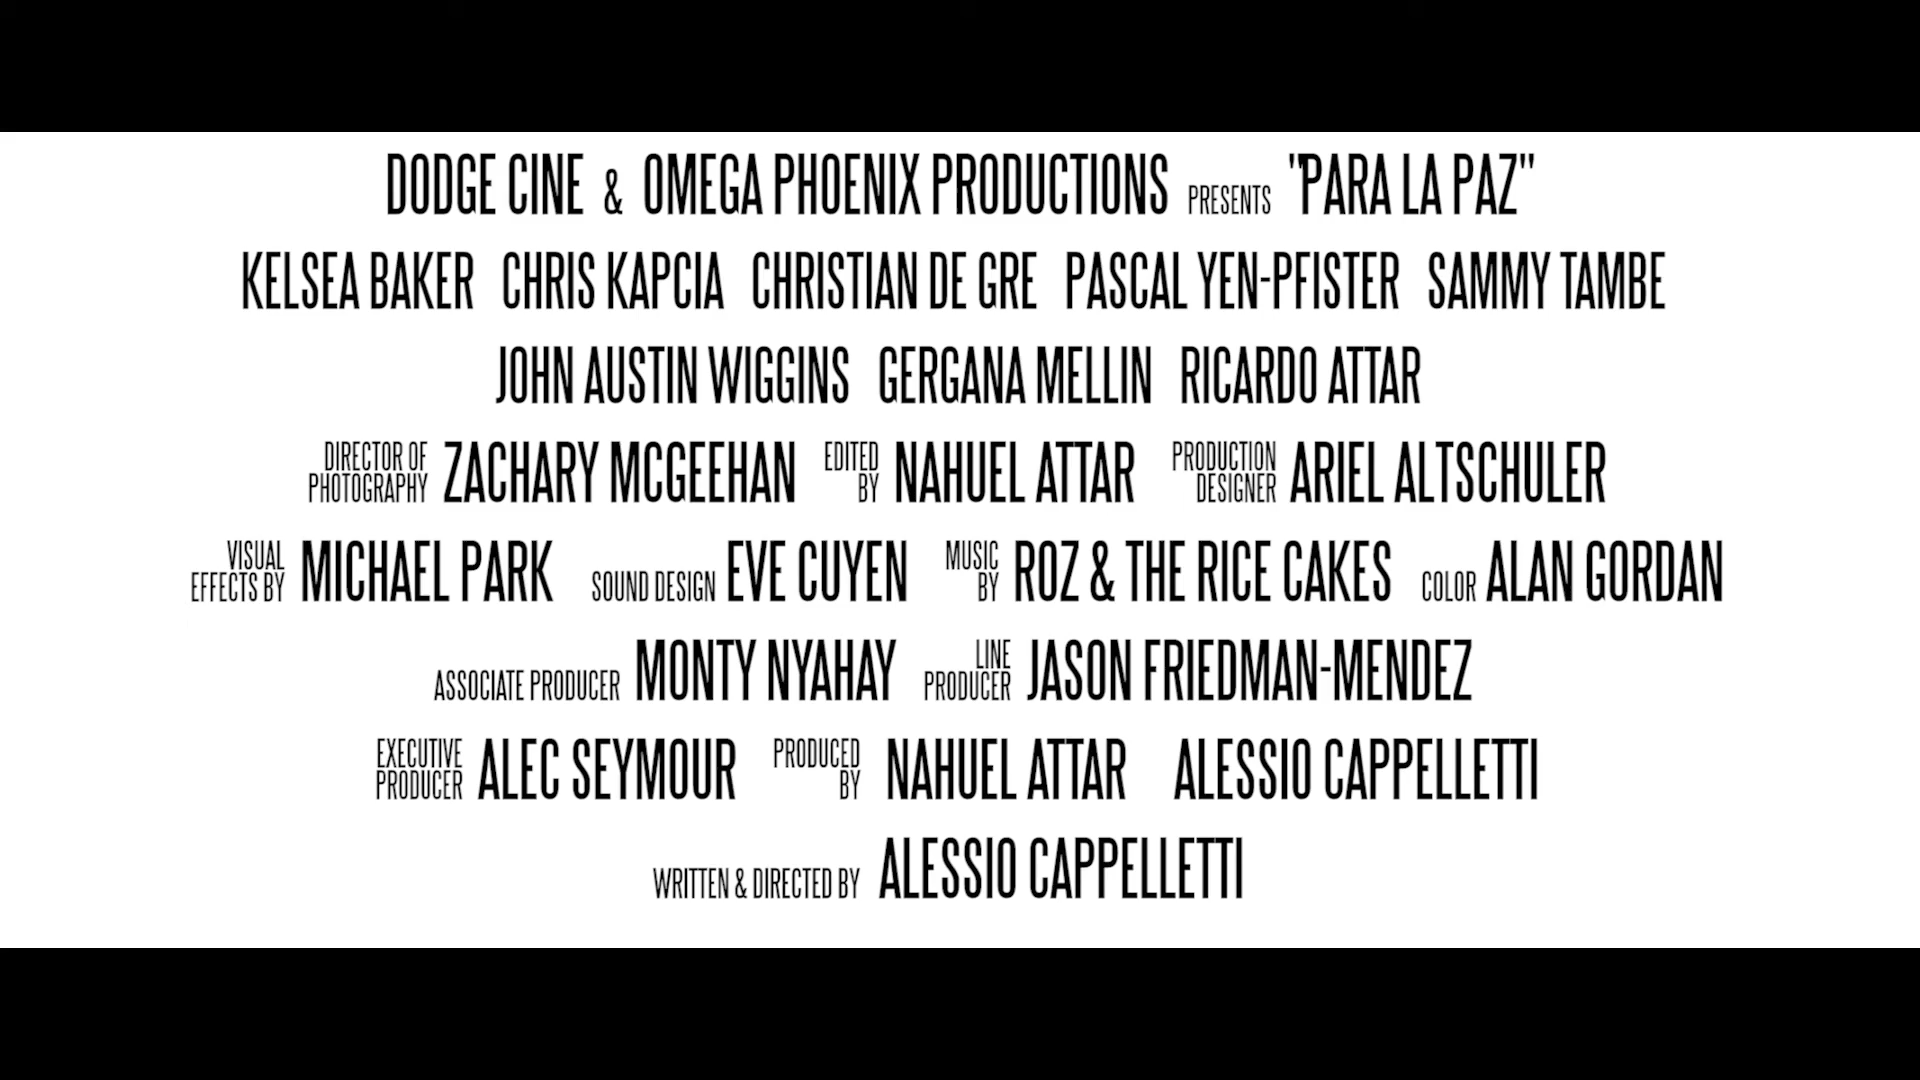 DODGE CINE & OMEGA PHOENIX PRODUCTIONS PRESENTS "PARA LA PAZ"
KELSEA BAKER CHRIS KAPCIA CHRISTIAN DE GRE PASCAL YEN-PFISTER SAMMY TAMBE
JOHN AUSTIN WIGGINS GERGANA MELLIN RICARDO ATTAR
DIRECTOR OF PHOTOGRAPHY ZACHARY MCGEEHAN EDITED BY NAHUEL ATTAR PRODUCTION DESIGNER ARIEL ALTSCHULER
VISUAL EFFECTS BY MICHAEL PARK SOUND DESIGN EVE CUYEN MUSIC BY ROZ & THE RICE CAKES COLOR ALAN GORDAN
ASSOCIATE PRODUCER MONTY NYAHAY LINE PRODUCER JASON FRIEDMAN-MENDEZ
EXECUTIVE PRODUCER ALEC SEYMOUR PRODUCED BY NAHUEL ATTAR ALESSIO CAPPELLETTI
WRITTEN & DIRECTED BY ALESSIO CAPPELLETTI